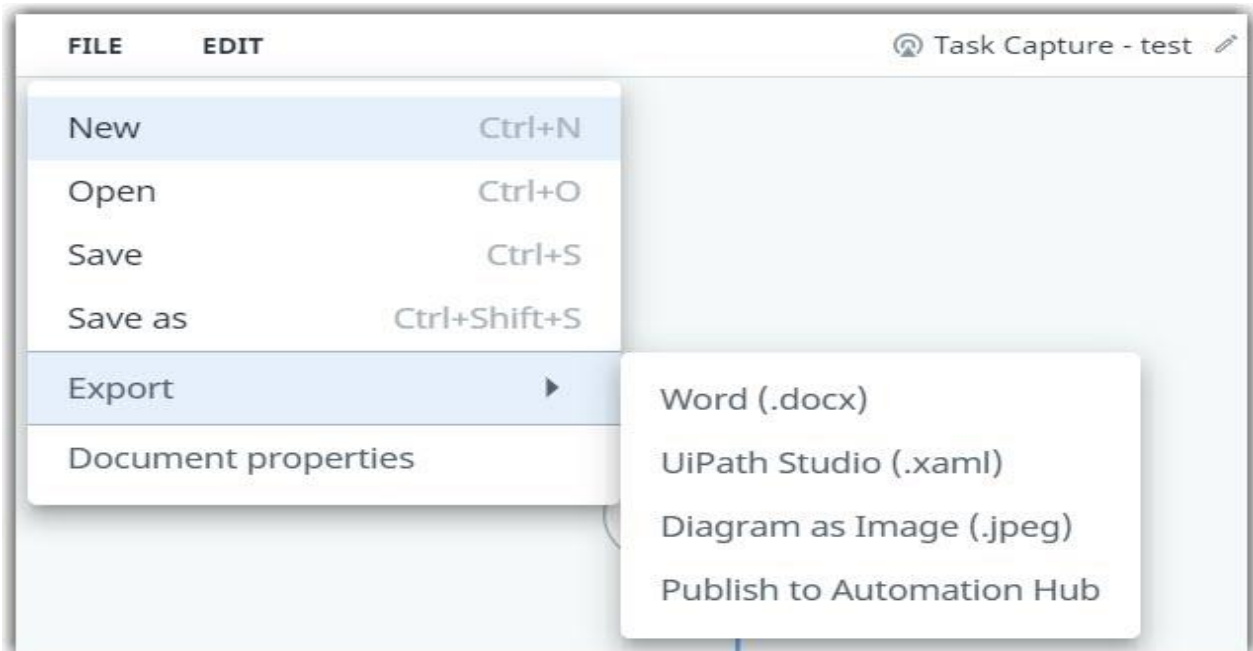 FILE EDIT Task Capture - test
New Ctrl+N
Open Ctrl+O
Save Ctrl+S
Save as Ctrl+Shift+S
Export
Document properties
Word (.docx)
UiPath Studio (.xaml)
Diagram as Image (.jpeg)
Publish to Automation Hub